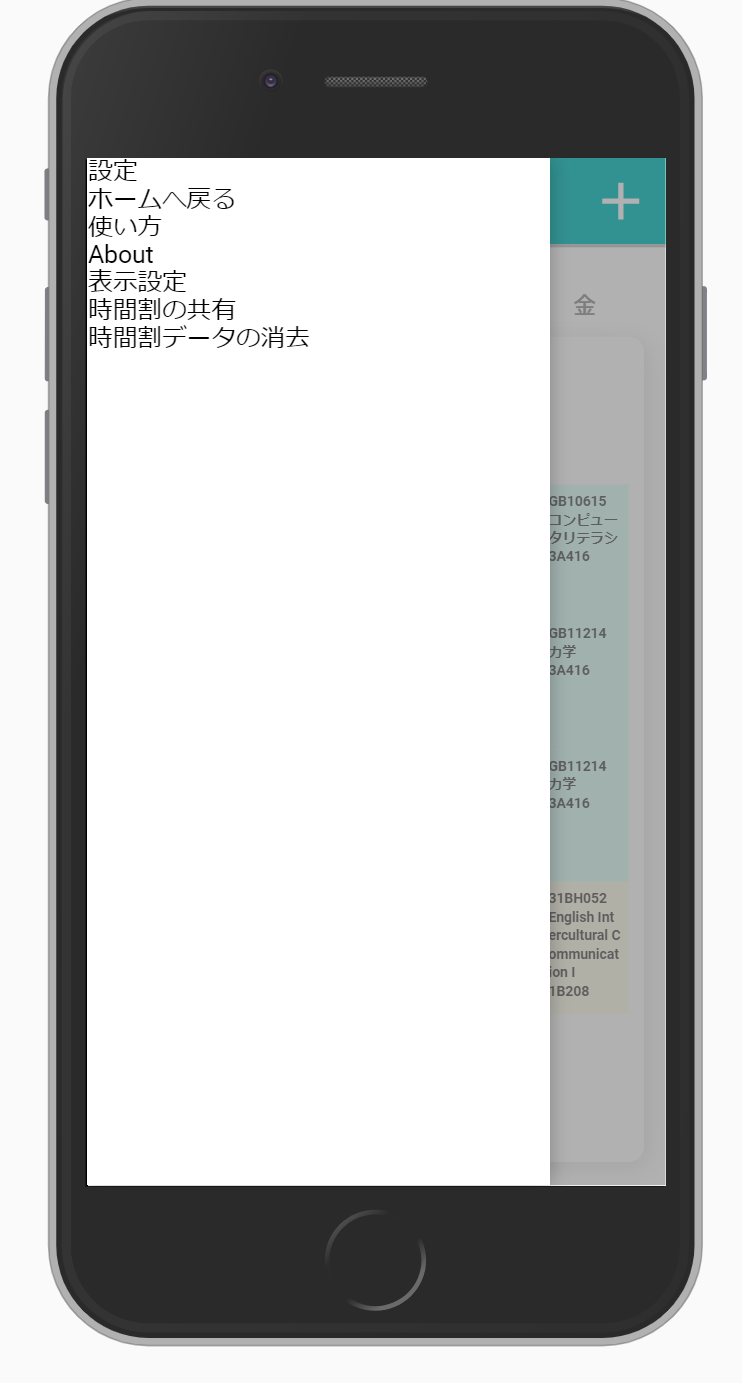 設定
ホームへ戻る
使い方
About
表示設定
時間割の共有
時間割データの消去
金
GB10615
コンピュー
タリテラシ
3A416
GB11214
力学
3A416
GB11214
力学
3A416
31BH052
English Int
ercultural C
ommunicat
ion I
1B208